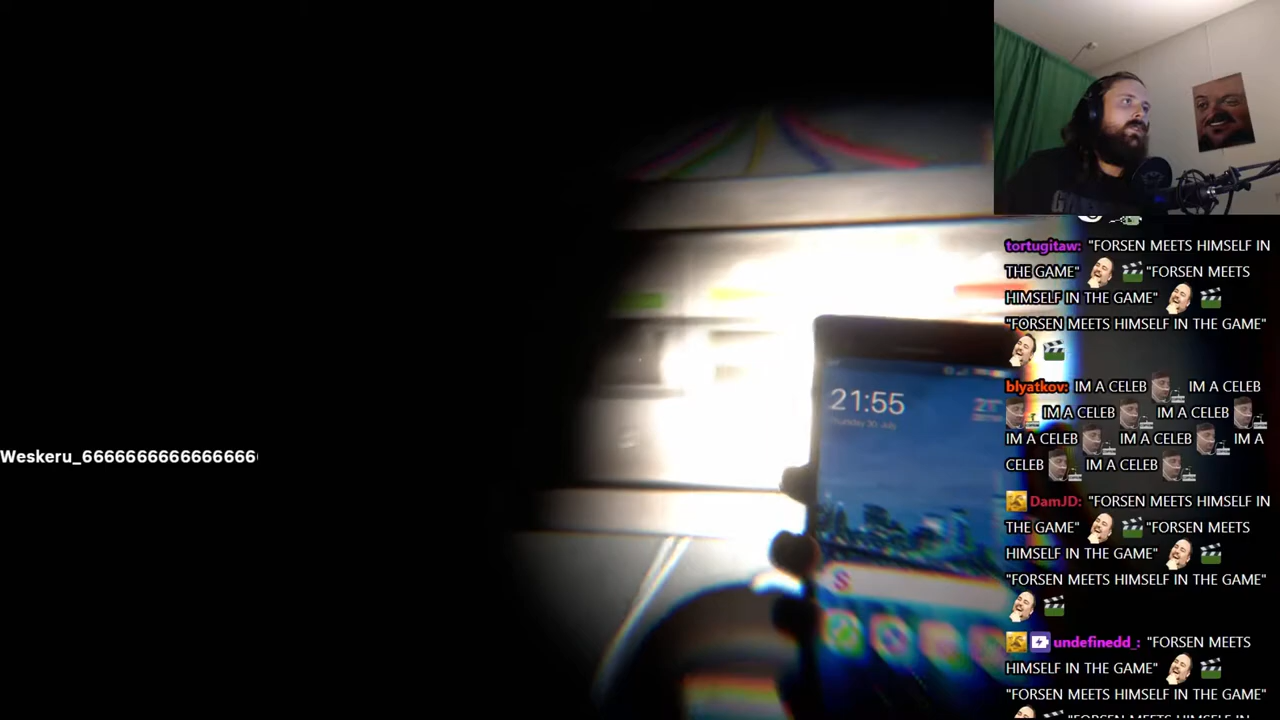 tortugitaw: "FORSEN MEETS HIMSELF IN
THE GAME" "FORSEN MEETS
HIMSELF IN THE GAME"
"FORSEN MEETS HIMSELF IN THE GAME"
blyatkov: IM A CELEB IM A CELEB
IM A CELEB IM A CELEB
IM A CELEB IM A CELEB IM A
CELEB IM A CELEB
DamJD: "FORSEN MEETS HIMSELF IN
THE GAME" "FORSEN MEETS
HIMSELF IN THE GAME"
"FORSEN MEETS HIMSELF IN THE GAME"
undefinedd_: "FORSEN MEETS
HIMSELF IN THE GAME"
"FORSEN MEETS HIMSELF IN THE GAME"
Weskeru_6666666666666666
21:55
30 July
S